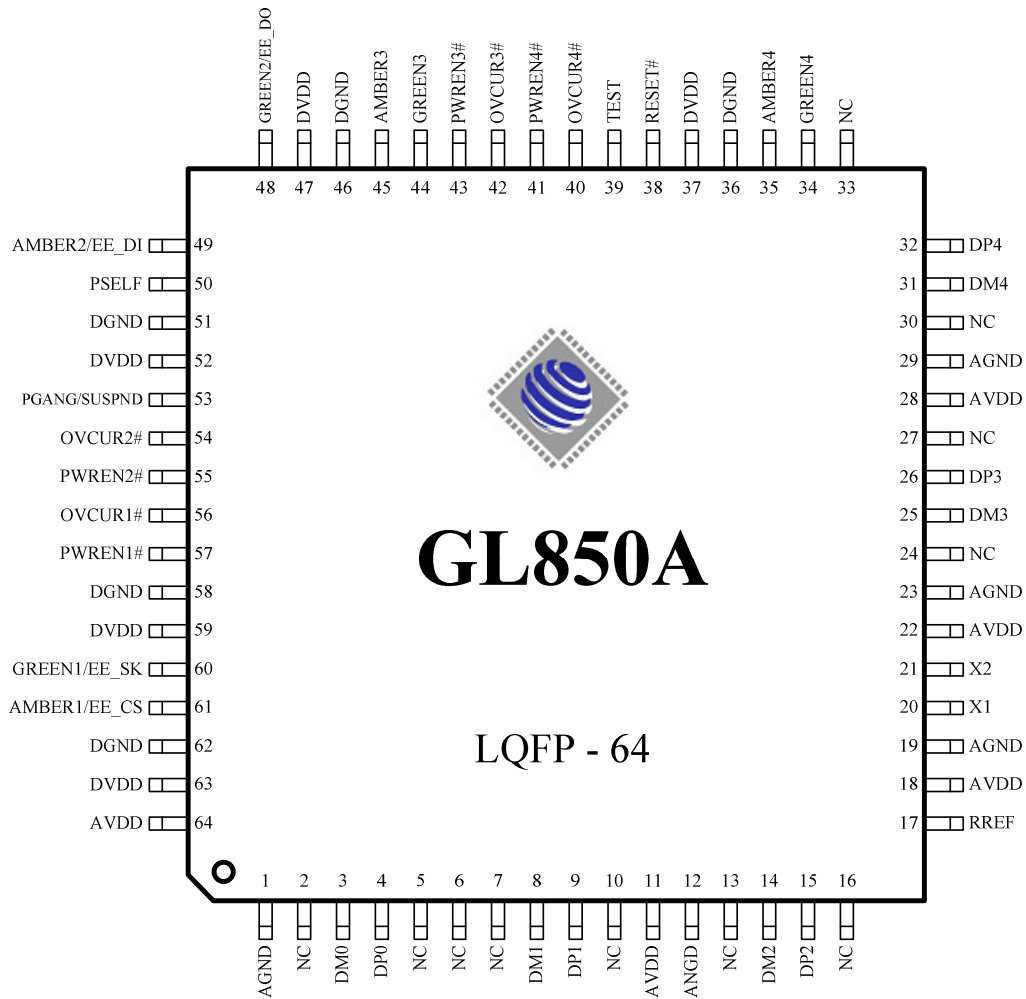 GREEN2/EE_DO
DVDD
DGND
AMBER3
GREEN3
PWREN3#
OVCUR3#
PWREN4#
OVCUR4#
TEST
RESET#
DVDD
DGND
AMBER4
GREEN4
NC
48 47 46 45 44 43 42 41 40 39 38 37 36 35 34 33
AMBER2/EE_DI 49
PSELF 50
DGND 51
DVDD 52
PGANG/SUSPND 53
OVCUR2# 54
PWREN2# 55
OVCUR1# 56
PWREN1# 57
DGND 58
DVDD 59
GREEN1/EE_SK 60
AMBER1/EE_CS 61
DGND 62
DVDD 63
AVDD 64
GL850A
LQFP - 64
32 DP4
31 DM4
30 NC
29 AGND
28 AVDD
27 NC
26 DP3
25 DM3
24 NC
23 AGND
22 AVDD
21 X2
20 X1
19 AGND
18 AVDD
17 RREF
1 2 3 4 5 6 7 8 9 10 11 12 13 14 15 16
AGND
NC
DM0
DP0
NC
NC
NC
DM1
DP1
NC
AVDD
ANGD
NC
DM2
DP2
NC